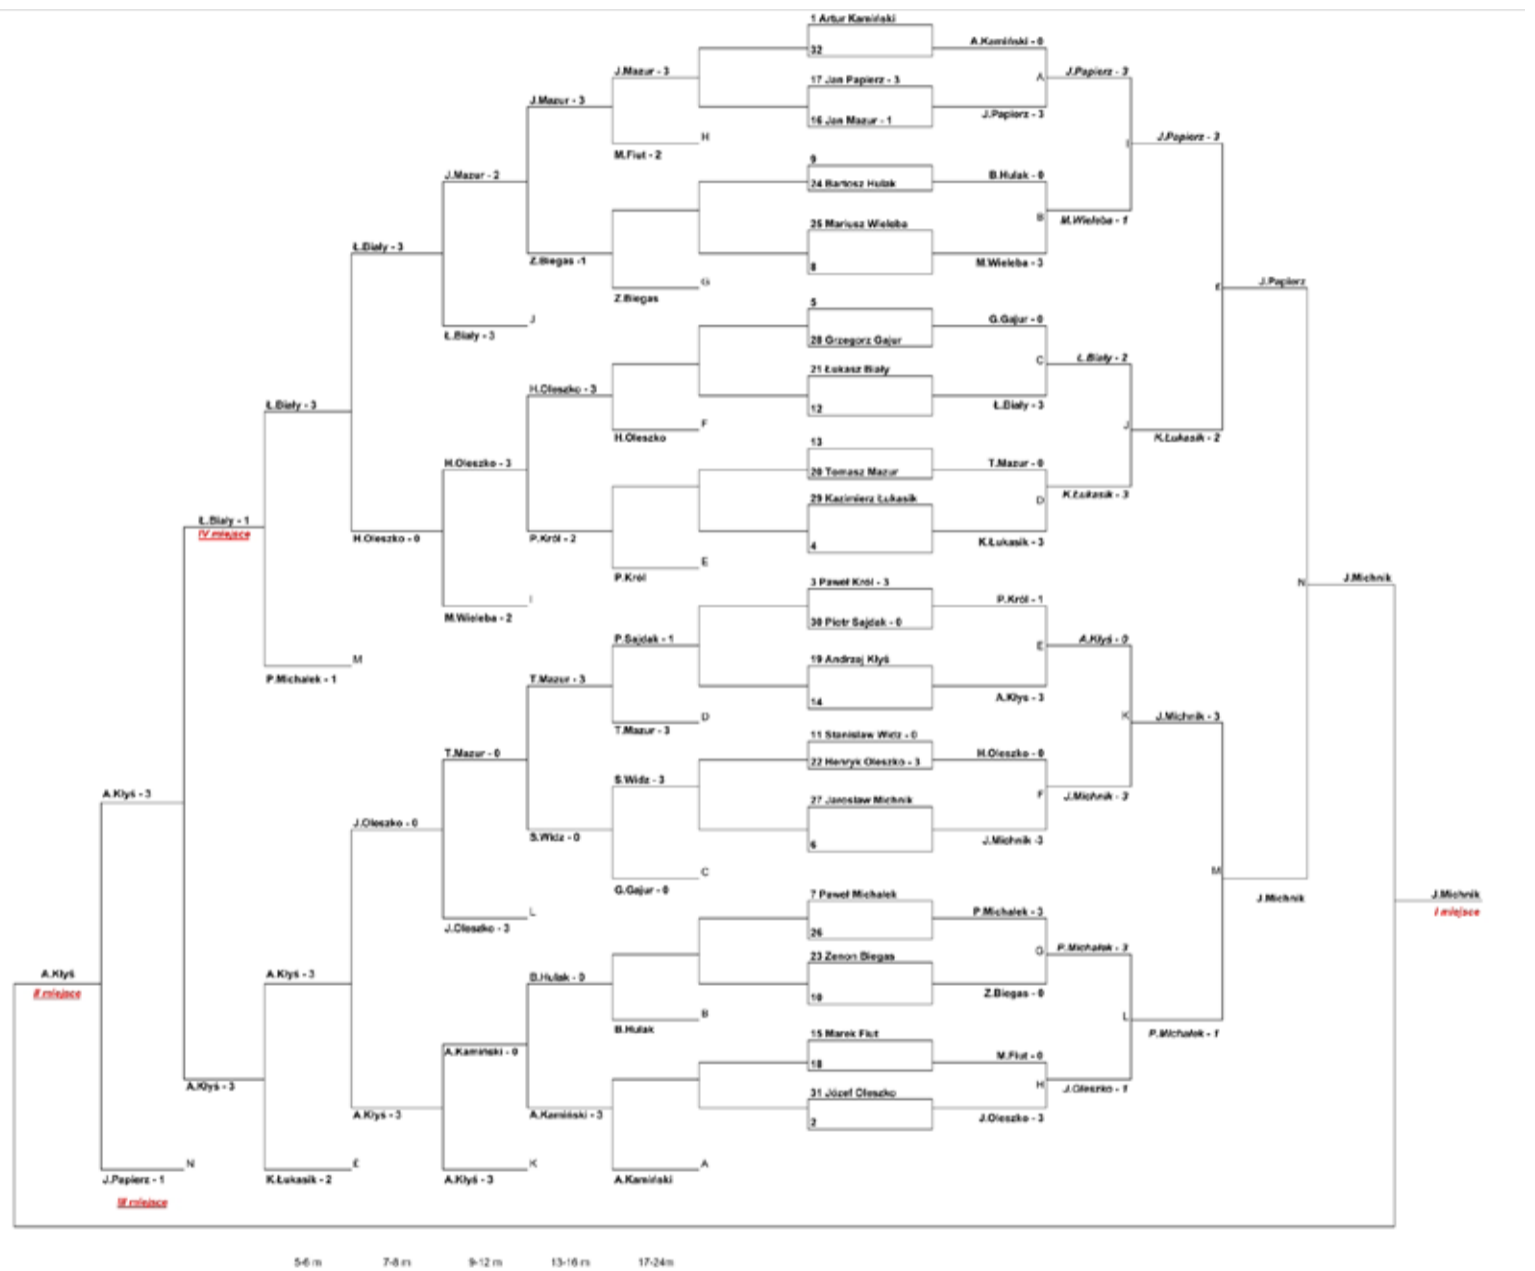 1 Artur Kamiński
32
A.Kamiński - 0
J.Mazur - 3
A
J.Papierz - 3
17 Jan Papierz - 3
J.Mazur - 3
16 Jan Mazur - 1
J.Papierz - 3
H
M.Fiut - 2
I
J.Papierz - 3
9
24 Bartosz Hulak
B.Hulak - 0
J.Mazur - 2
B
M.Wieleba - 1
25 Mariusz Wieleba
8
M.Wieleba - 3
Ł.Biały - 3
Z.Biegas -1
G
Z.Biegas
J.Papierz
5
28 Grzegorz Gajur
G.Gajur - 0
J
Ł.Biały - 3
C
Ł.Biały - 2
21 Łukasz Biały
12
Ł.Biały - 3
H.Oleszko - 3
Ł.Biały - 3
F
H.Oleszko
J
K.Łukasik - 2
13
20 Tomasz Mazur
T.Mazur - 0
H.Oleszko - 3
D
K.Łukasik - 3
29 Kazimierz Łukasik
4
K.Łukasik - 3
Ł.Biały - 1
IV miejsce
H.Oleszko - 0
P.Król - 2
E
P.Król
3 Paweł Król - 3
30 Piotr Sajdak - 0
P.Król - 1
N
J.Michnik
I
M.Wieleba - 2
P.Sajdak - 1
E
A.Kłyś - 0
19 Andrzej Kłyś
14
A.Kłys - 3
M
P.Michałek - 1
T.Mazur - 3
D
T.Mazur - 3
K
J.Michnik - 3
11 Stanisław Widz - 0
22 Henryk Oleszko - 3
H.Oleszko - 0
T.Mazur - 0
S.Widz - 3
F
J.Michnik - 3
27 Jarosław Michnik
6
J.Michnik -3
A.Kłyś - 3
J.Oleszko - 0
S.Widz - 0
C
G.Gajur - 0
M
J.Michnik
7 Paweł Michałek
26
P.Michałek - 3
J.Michnik
I miejsce
L
J.Oleszko - 3
G
P.Michałek - 3
23 Zenon Biegas
10
Z.Biegas - 0
A.Kłyś
II miejsce
A.Kłyś - 3
B.Hulak - 0
B
B.Hulak
L
P.Michałek - 1
15 Marek Fiut
18
M.Fiut - 0
A.Kamiński - 0
H
J.Oleszko - 1
31 Józef Oleszko
2
J.Oleszko - 3
A.Kłyś - 3
A.Kłyś - 3
A.Kamiński - 3
N
J.Papierz - 1
III miejsce
K.Łukasik - 2
K
A.Kłyś - 3
A
A.Kamiński
5-6 m
7-8 m
9-12 m
13-16 m
17-24m